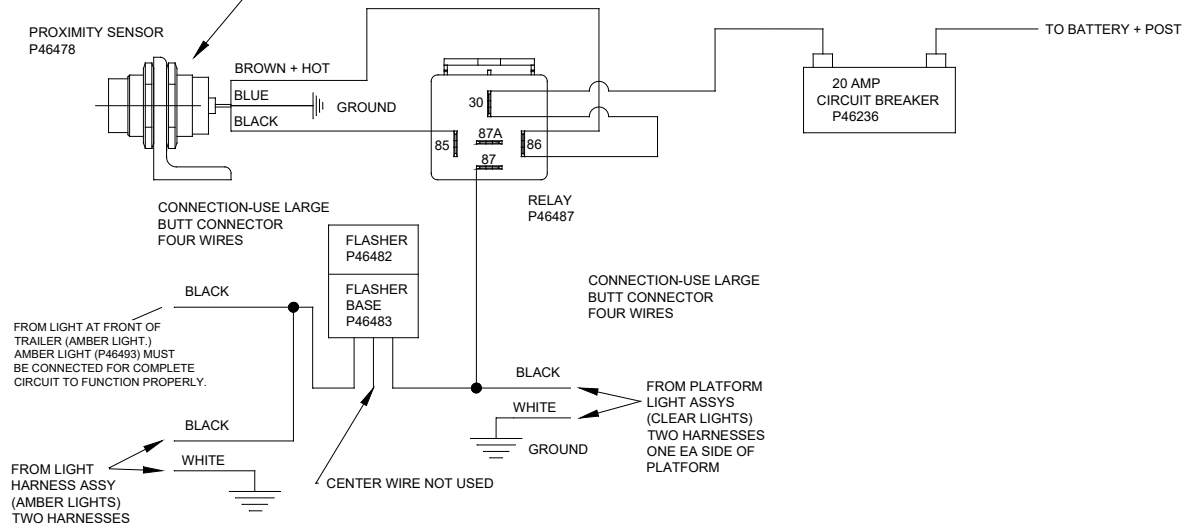 PROXIMITY SENSOR
P46478
BROWN + HOT
BLUE
BLACK
GROUND
30
87A
85
86
87
RELAY
P46487
TO BATTERY + POST
20 AMP
CIRCUIT BREAKER
P46236
CONNECTION-USE LARGE
BUTT CONNECTOR
FOUR WIRES
FLASHER
P46482
FLASHER
BASE
P46483
CONNECTION-USE LARGE
BUTT CONNECTOR
FOUR WIRES
BLACK
FROM LIGHT AT FRONT OF
TRAILER (AMBER LIGHT.)
AMBER LIGHT (P46493) MUST
BE CONNECTED FOR COMPLETE
CIRCUIT TO FUNCTION PROPERLY.
BLACK
WHITE
GROUND
FROM PLATFORM
LIGHT ASSYS
(CLEAR LIGHTS)
TWO HARNESSES
ONE EA SIDE OF
PLATFORM
BLACK
WHITE
FROM LIGHT
HARNESS ASSY
(AMBER LIGHTS)
TWO HARNESSES
CENTER WIRE NOT USED